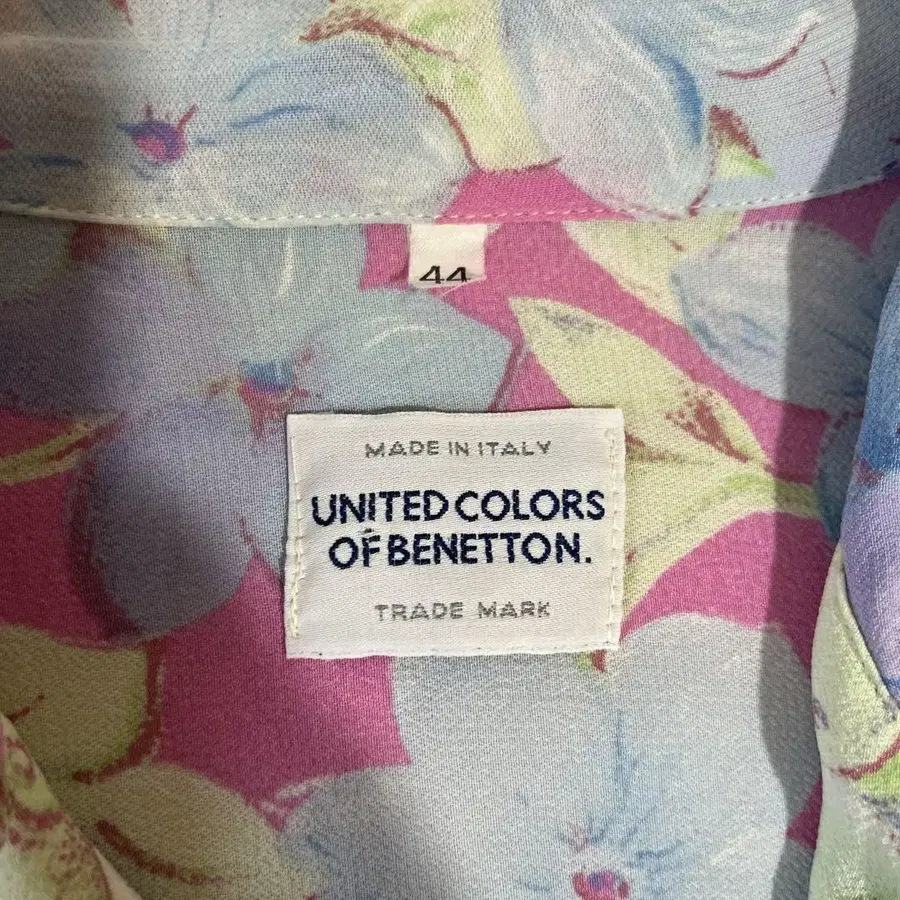 44
MADE IN ITALY
UNITED COLORS
OF BENETTON.
TRADE MARK